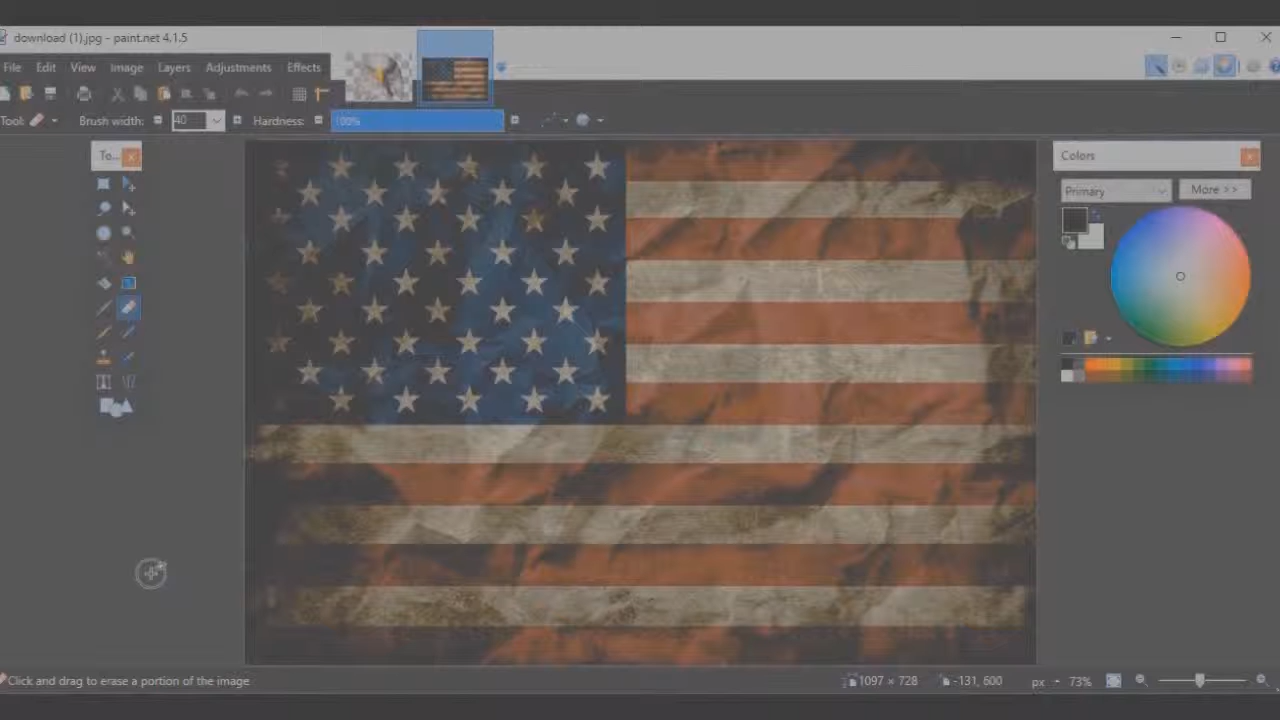 download (1).jpg - paint.net 4.1.5
File Edit View Image Layers Adjustments Effects
Tool: Brush width: 40 Hardness: 100%
To...
Colors
Primary More >>
Click and drag to erase a portion of the image
1097 × 728 -131, 600 px 73%